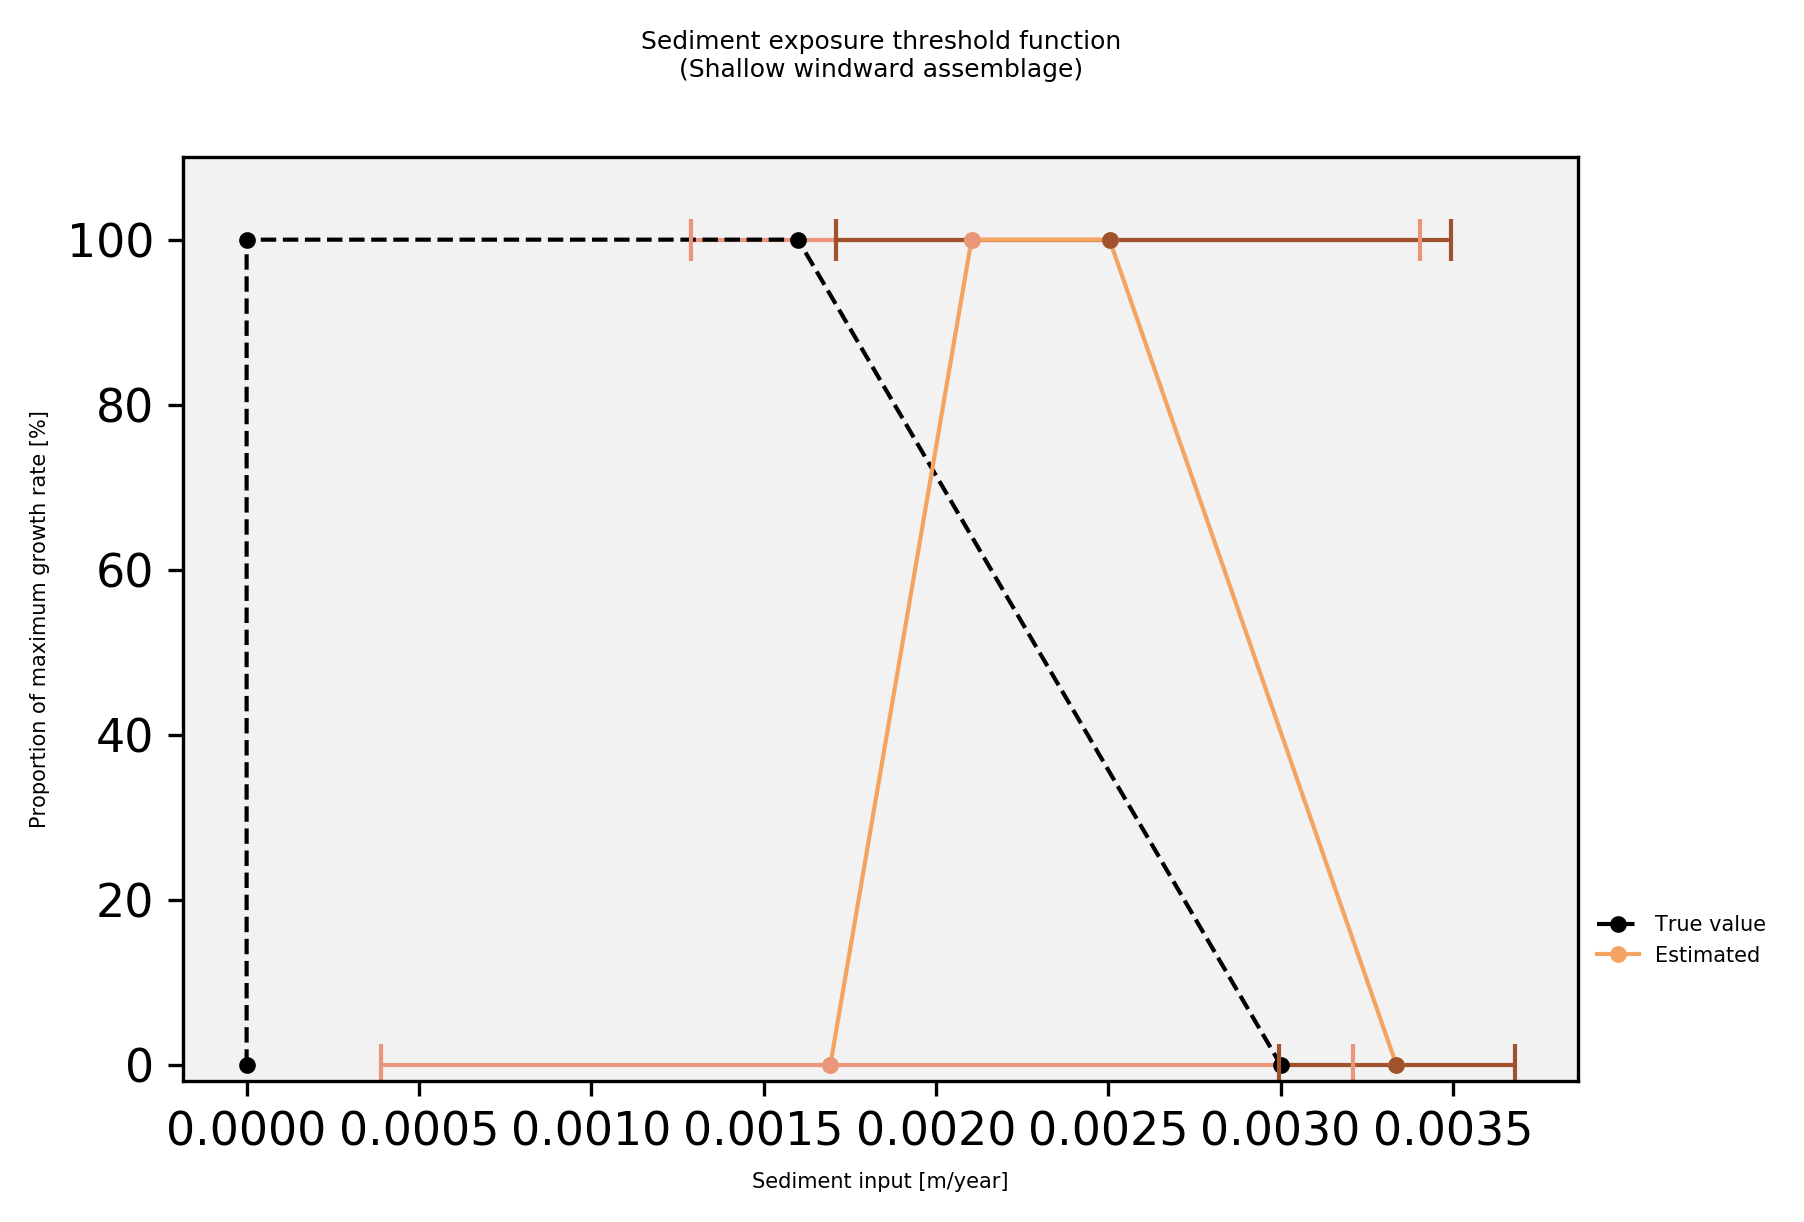 Sediment exposure threshold function
(Shallow windward assemblage)
100
80
60
40
20
0
Proportion of maximum growth rate [%]
0.0000 0.0005 0.0010 0.0015 0.0020 0.0025 0.0030 0.0035
Sediment input [m/year]
True value
Estimated